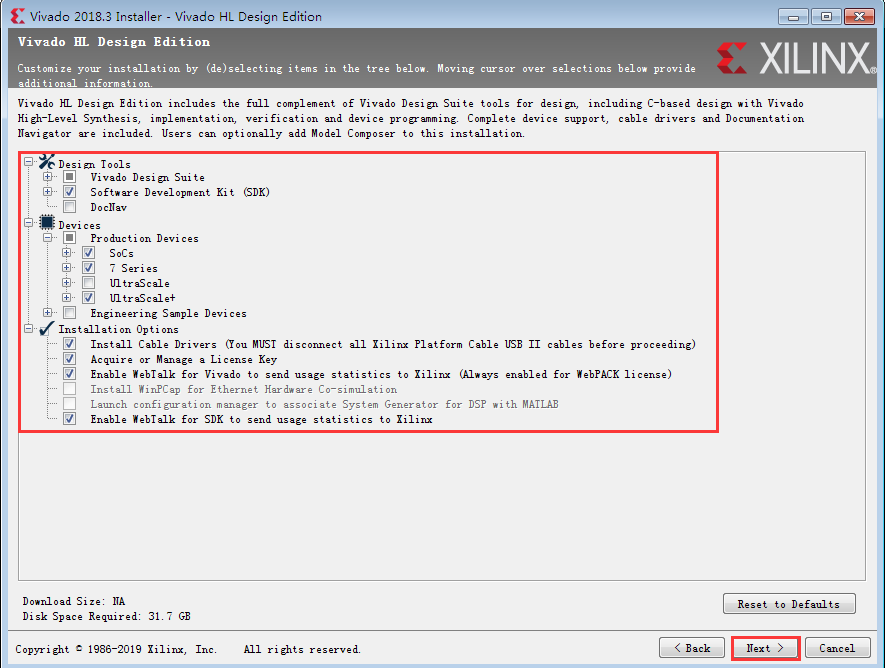 Vivado 2018.3 Installer - Vivado HL Design Edition
Vivado HL Design Edition
Customize your installation by (de)selecting items in the tree below. Moving cursor over selections below provide
additional information.
XILINX®
Vivado HL Design Edition includes the full complement of Vivado Design Suite tools for design, including C-based design with Vivado
High-Level Synthesis, implementation, verification and device programming. Complete device support, cable drivers and Documentation
Navigator are included. Users can optionally add Model Composer to this installation.
Design Tools
Vivado Design Suite
Software Development Kit (SDK)
DocNav
Devices
Production Devices
SoCs
7 Series
UltraScale
UltraScale+
Engineering Sample Devices
Installation Options
Install Cable Drivers (You MUST disconnect all Xilinx Platform Cable USB II cables before proceeding)
Acquire or Manage a License Key
Enable WebTalk for Vivado to send usage statistics to Xilinx (Always enabled for WebPACK license)
Install WinPCap for Ethernet Hardware Co-simulation
Launch configuration manager to associate System Generator for DSP with MATLAB
Enable WebTalk for SDK to send usage statistics to Xilinx
Download Size: NA
Disk Space Required: 31.7 GB
Reset to Defaults
Copyright © 1986-2019 Xilinx, Inc. All rights reserved.
< Back
Next >
Cancel